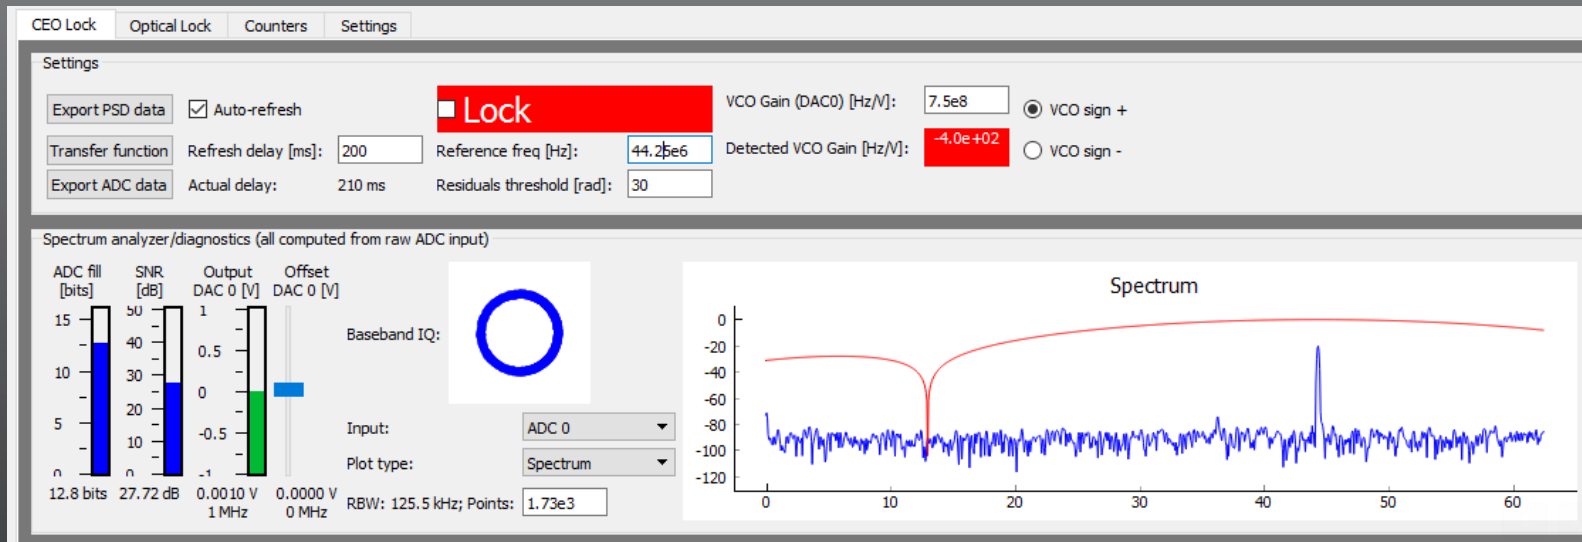 CEO Lock Optical Lock Counters Settings
Settings
Export PSD data Auto-refresh Lock VCO Gain (DAC0) [Hz/V]: 7.5e8 VCO sign +
Transfer function Refresh delay [ms]: 200 Reference freq [Hz]: 44.25e6 Detected VCO Gain [Hz/V]: -4.0e+02 VCO sign -
Export ADC data Actual delay: 210 ms Residuals threshold [rad]: 30
Spectrum analyzer/diagnostics (all computed from raw ADC input)
ADC fill SNR Output Offset
[bits] [dB] DAC 0 [V] DAC 0 [V]
15 10 5 0
50 40 30 20 10 0
1 0.5 0 -0.5 -1
12.8 bits 27.72 dB 0.0010 V 0.0000 V
1 MHz 0 MHz
Baseband IQ:
Input: ADC 0
Plot type: Spectrum
RBW: 125.5 kHz; Points: 1.73e3
Spectrum
0
-20
-40
-60
-80
-100
-120
0 10 20 30 40 50 60